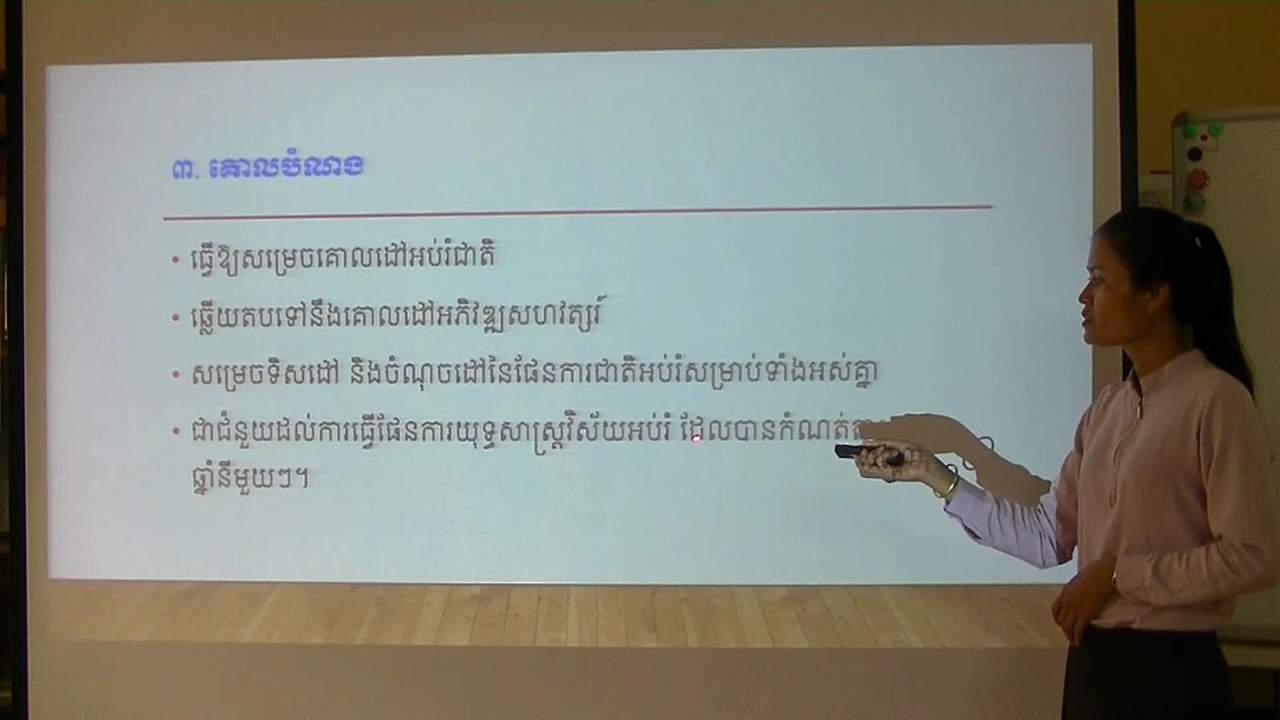 ៣. គោលបំណង
• ធ្វើឱ្យសម្រេចគោលដៅអប់រំជាតិ
• ឆ្លើយតបទៅនឹងគោលដៅអភិវឌ្ឍសហវត្សរ៍
• សម្រេចទិសដៅ និងចំណុចដៅនៃផែនការជាតិអប់រំសម្រាប់ទាំងអស់គ្នា
• ជាជំនួយដល់ការធ្វើផែនការយុទ្ធសាស្ត្រវិស័យអប់រំ ដែលបានកំណត់
ឆ្នាំនីមួយៗ។